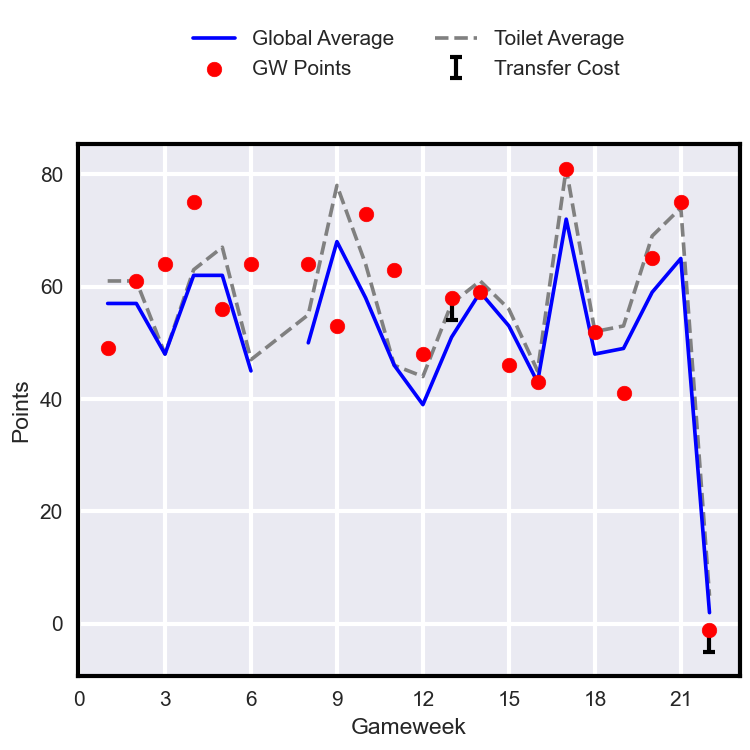 Global Average Toilet Average
GW Points Transfer Cost
80
60
40
20
0
Points
0 3 6 9 12 15 18 21
Gameweek